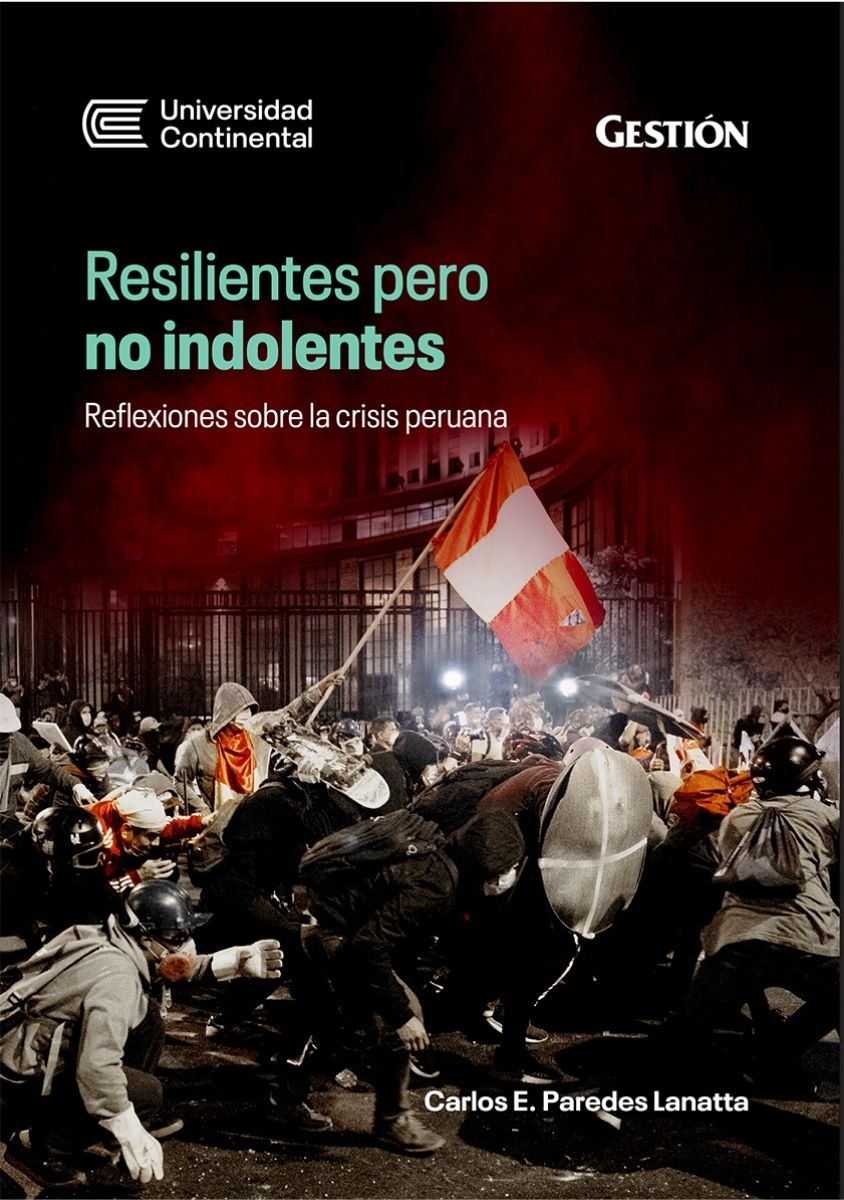 Universidad
Continental
GESTIÓN
Resilientes pero
no indolentes
Reflexiones sobre la crisis peruana
Carlos E. Paredes Lanatta